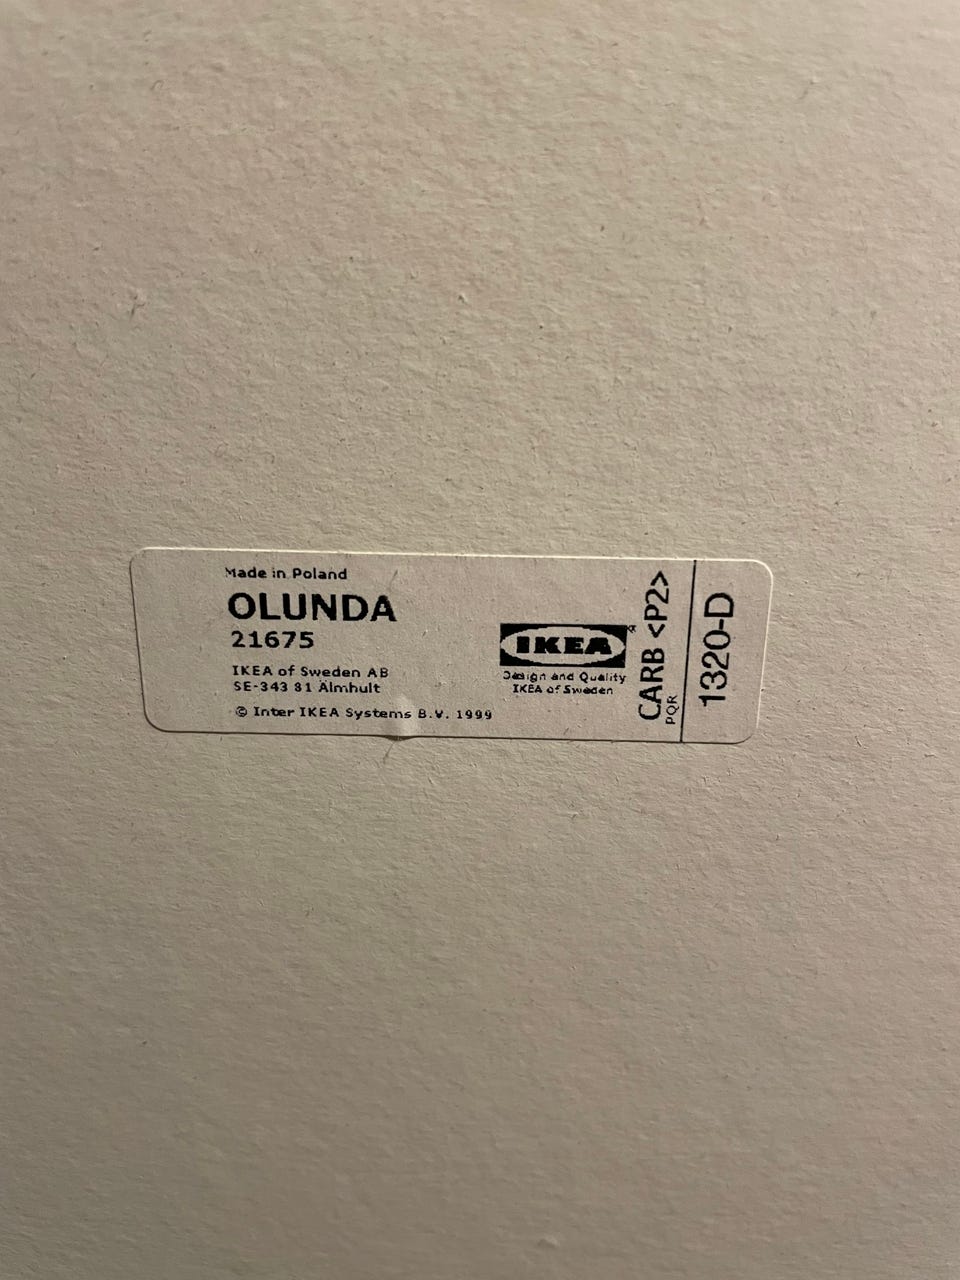 Made in Poland
OLUNDA
21675
IKEA of Sweden AB
SE-343 81 Älmhult
© Inter IKEA Systems B.V. 1999
IKEA®
Design and Quality
IKEA of Sweden
CARB <P2>
PQR
1320-D